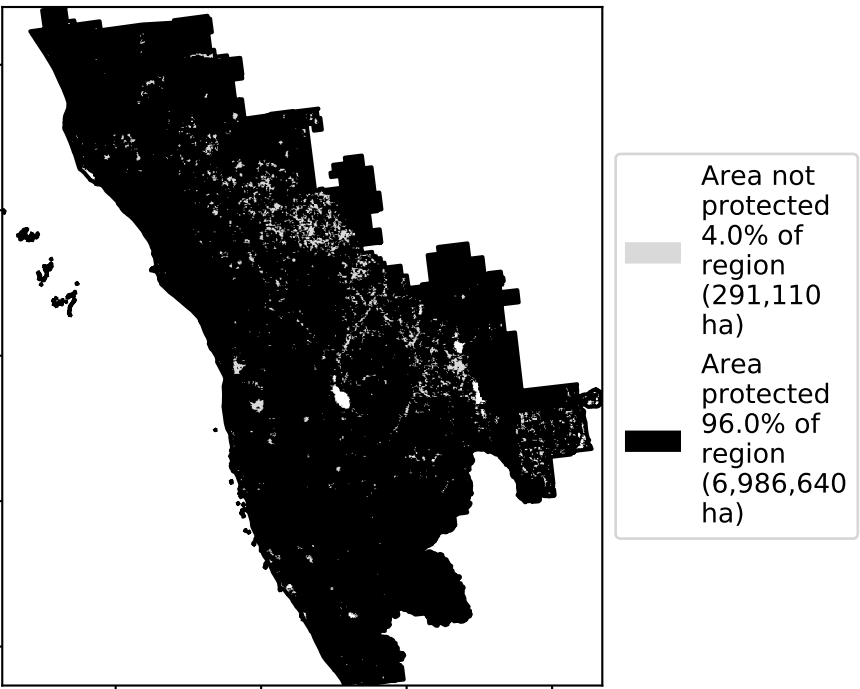 Area not
protected
4.0% of
region
(291,110
ha)
Area
protected
96.0% of
region
(6,986,640
ha)